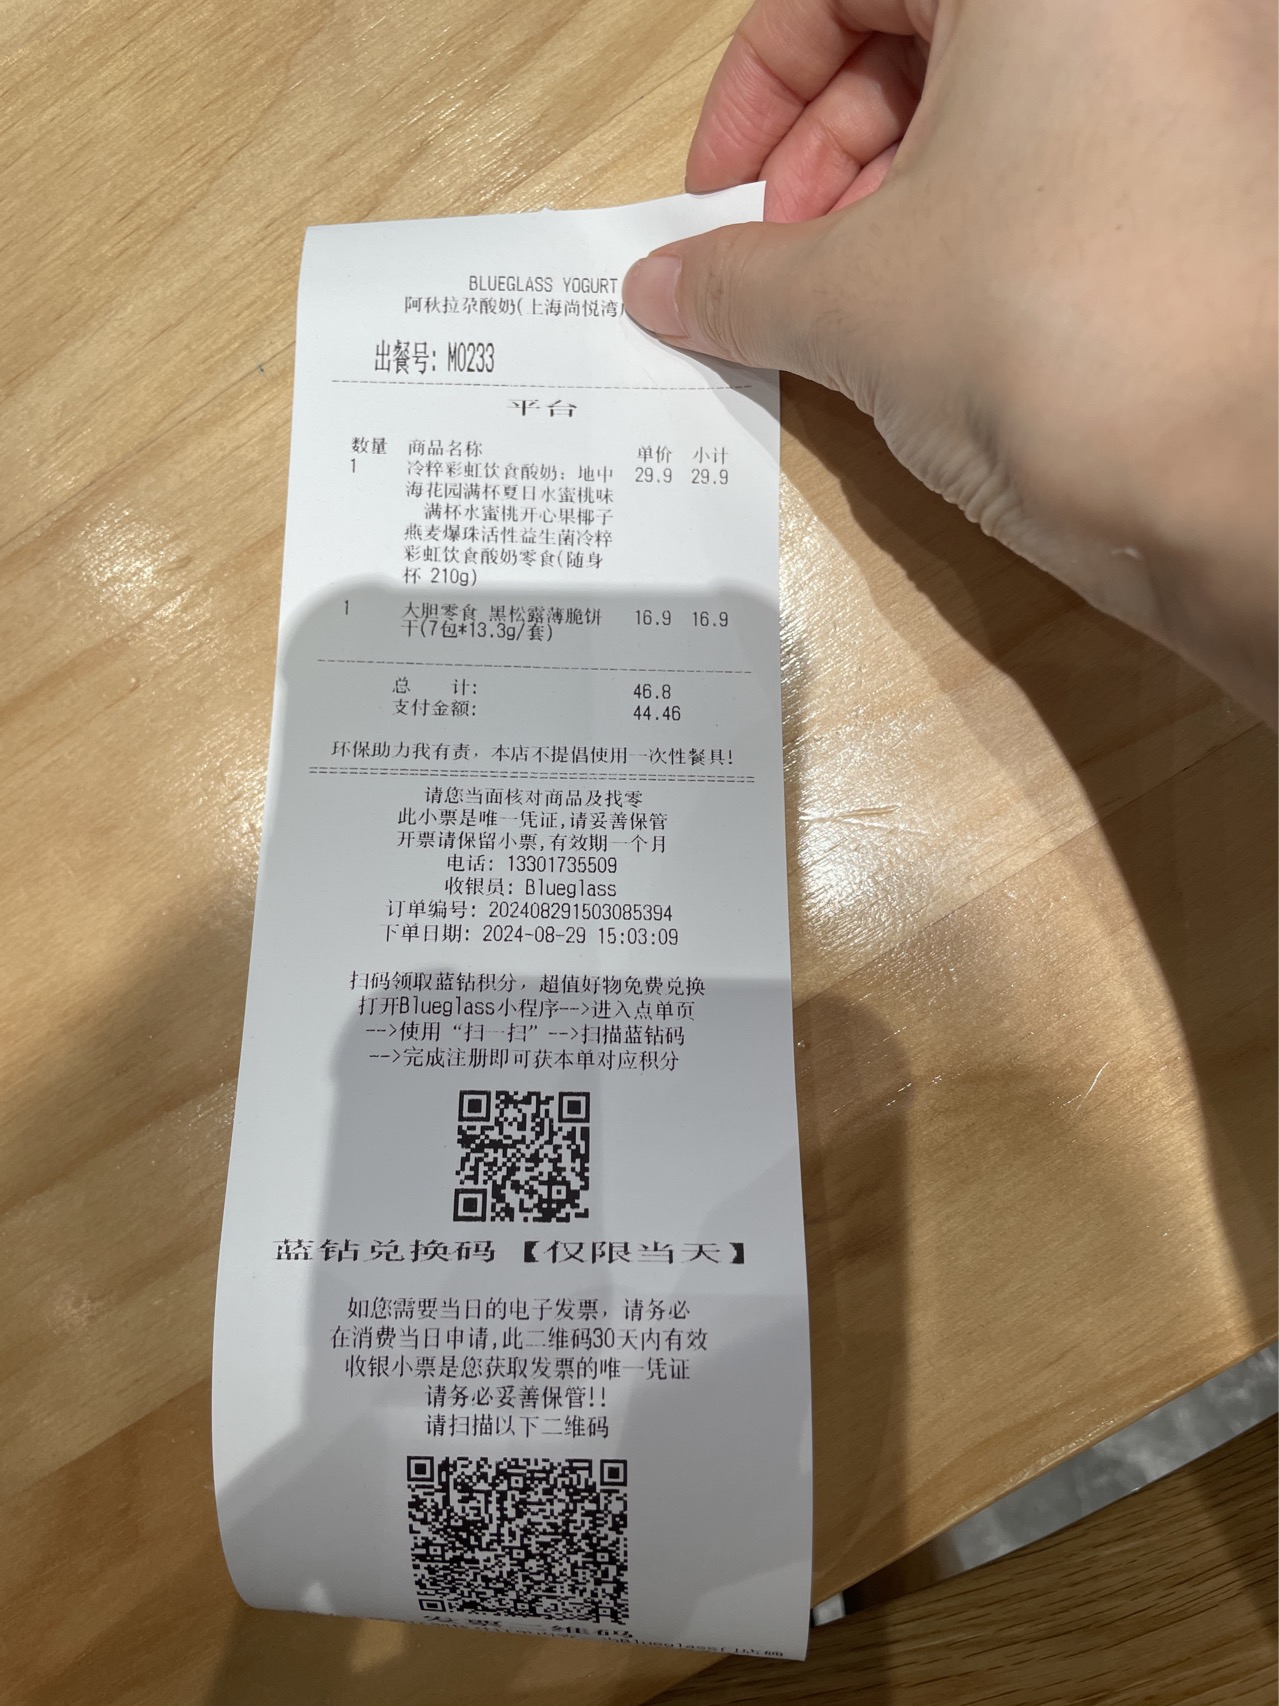 BLUEGLASS YOGURT
阿秋拉尕酸奶(上海尚悦湾
出餐号: M0233
平台
数量 商品名称 单价 小计
1 冷粹彩虹饮食酸奶: 地中 29.9 29.9
海花园满杯夏日水蜜桃味
满杯水蜜桃开心果椰子
燕麦爆珠活性益生菌冷粹
彩虹饮食酸奶零食(随身
杯 210g)
1 大胆零食 黑松露薄脆饼 16.9 16.9
干(7包*13.3g/套)
总 计: 46.8
支付金额: 44.46
环保助力我有责, 本店不提倡使用一次性餐具!
请您当面核对商品及找零
此小票是唯一凭证,请妥善保管
开票请保留小票,有效期一个月
电话: 13301735509
收银员: Blueglass
订单编号: 202408291503085394
下单日期: 2024-08-29 15:03:09
扫码领取蓝钻积分, 超值好物免费兑换
打开Blueglass小程序-->进入点单页
-->使用“扫一扫”-->扫描蓝钻码
-->完成注册即可获本单对应积分
蓝钻兑换码【仅限当天】
如您需要当日的电子发票, 请务必
在消费当日申请,此二维码30天内有效
收银小票是您获取发票的唯一凭证
请务必妥善保管!!
请扫描以下二维码
发票二维码